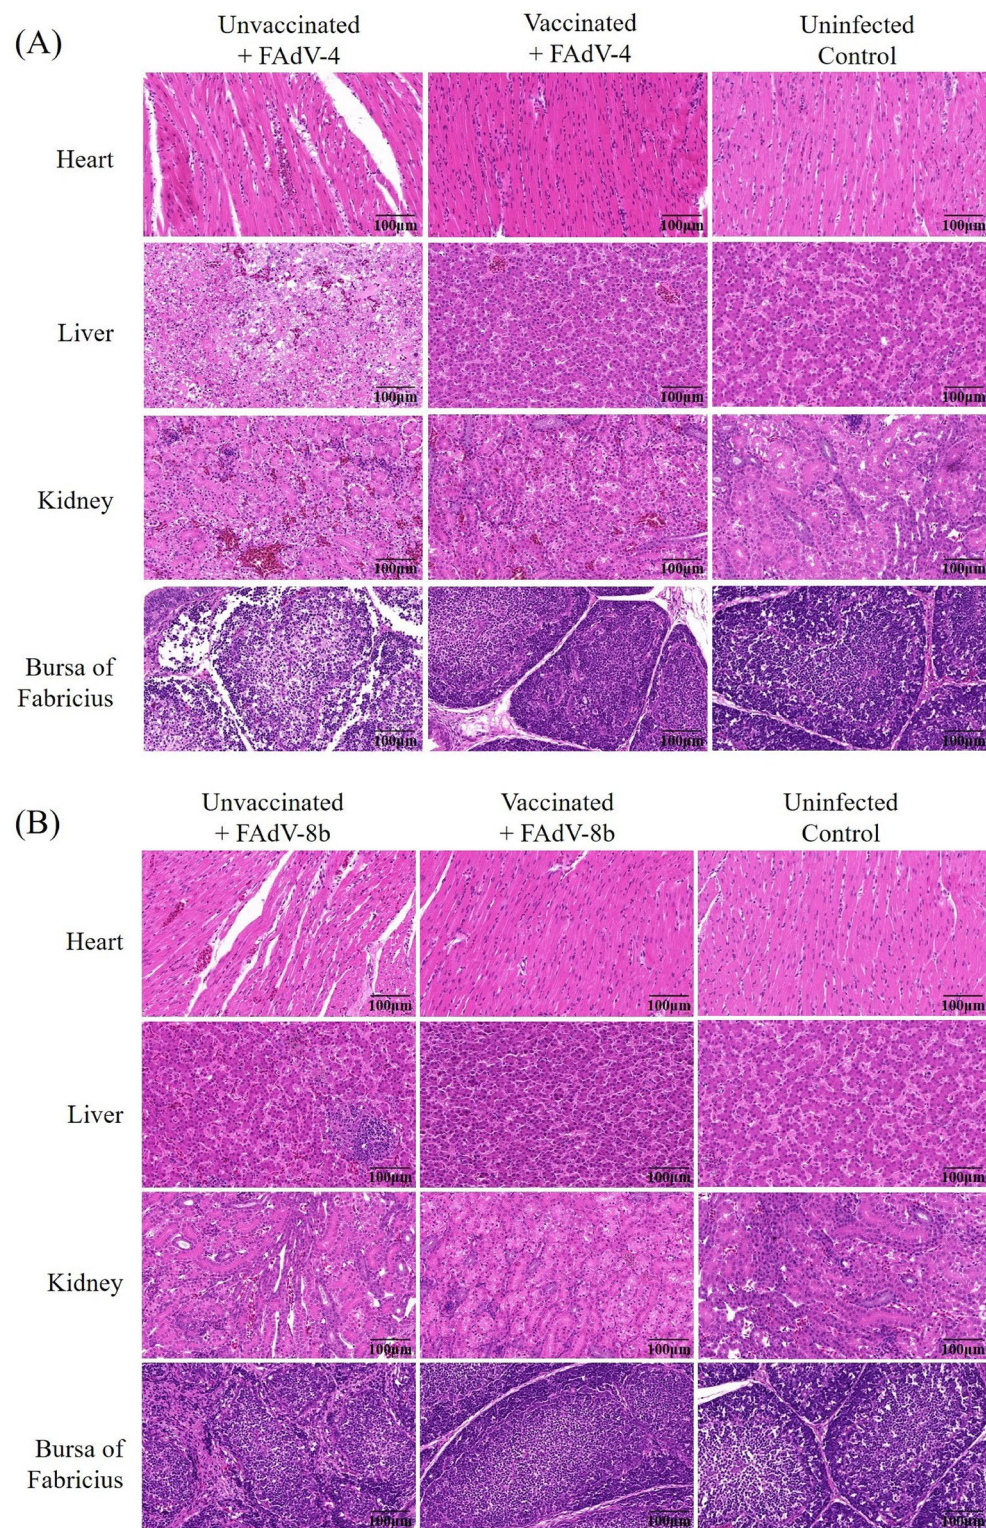 (A)
Unvaccinated
+ FAdV-4
Vaccinated
+ FAdV-4
Uninfected
Control
Heart
100μm
100μm
100μm
Liver
100μm
100μm
100μm
Kidney
100μm
100μm
100μm
Bursa of
Fabricius
100μm
100μm
100μm
(B)
Unvaccinated
+ FAdV-8b
Vaccinated
+ FAdV-8b
Uninfected
Control
Heart
100μm
100μm
100μm
Liver
100μm
100μm
100μm
Kidney
100μm
100μm
100μm
Bursa of
Fabricius
100μm
100μm
100μm